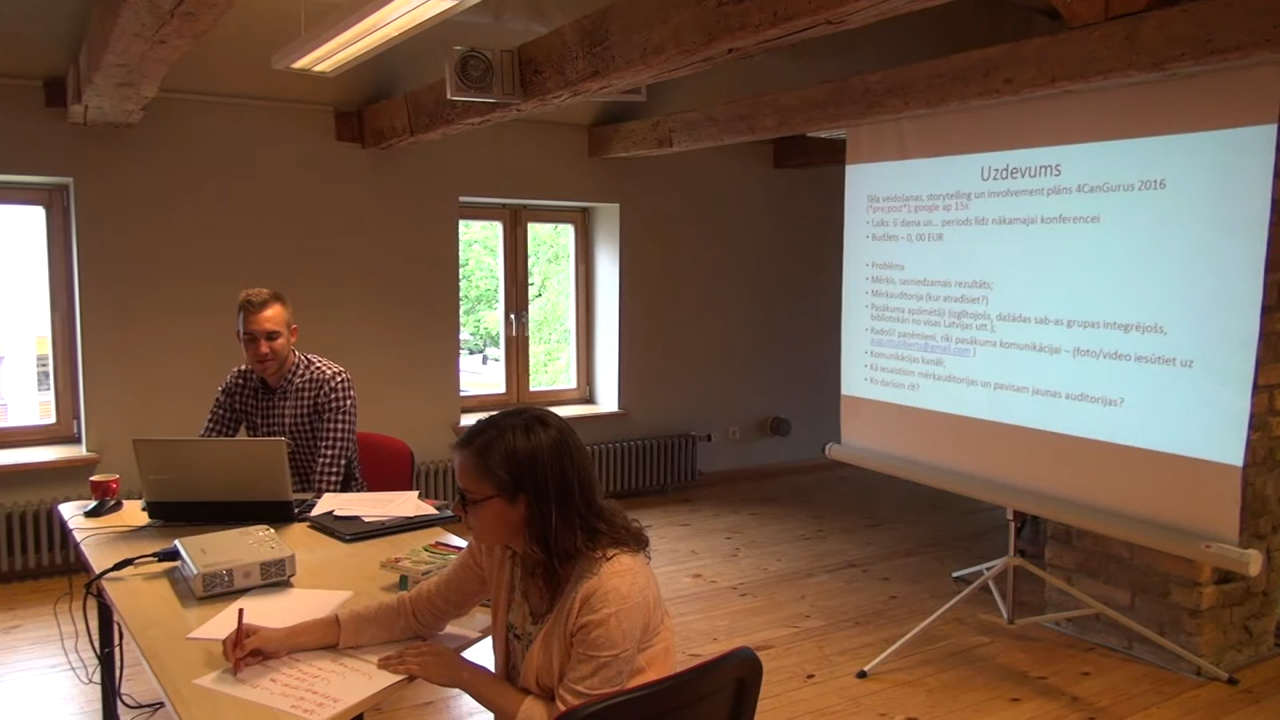 Uzdevums
Tēla veidošanas, storytelling un involvement plāns 4CanGurus 2016
(*pre;post*); google ap 15t
• Laiks: šī diena un... periods līdz nākamajai konferencei
• Budžets – 0, 00 EUR
• Problēma
• Mērķis, sasniedzamais rezultāts;
• Mērķauditorija (kur atradīsiet?)
• Pasākuma apzīmētāji (izglītojošs, dažādas sab-as grupas integrējošs,
bibliotekāri no visas Latvijas utt.);
• Radoši paņēmieni, rīki pasākuma komunikācijai – (foto/video iesūtiet uz
)
• Komunikācijas kanāli;
• Kā iesaistīsim mērķauditorijas un pavisam jaunas auditorijas?
• Ko darīsim rīt?